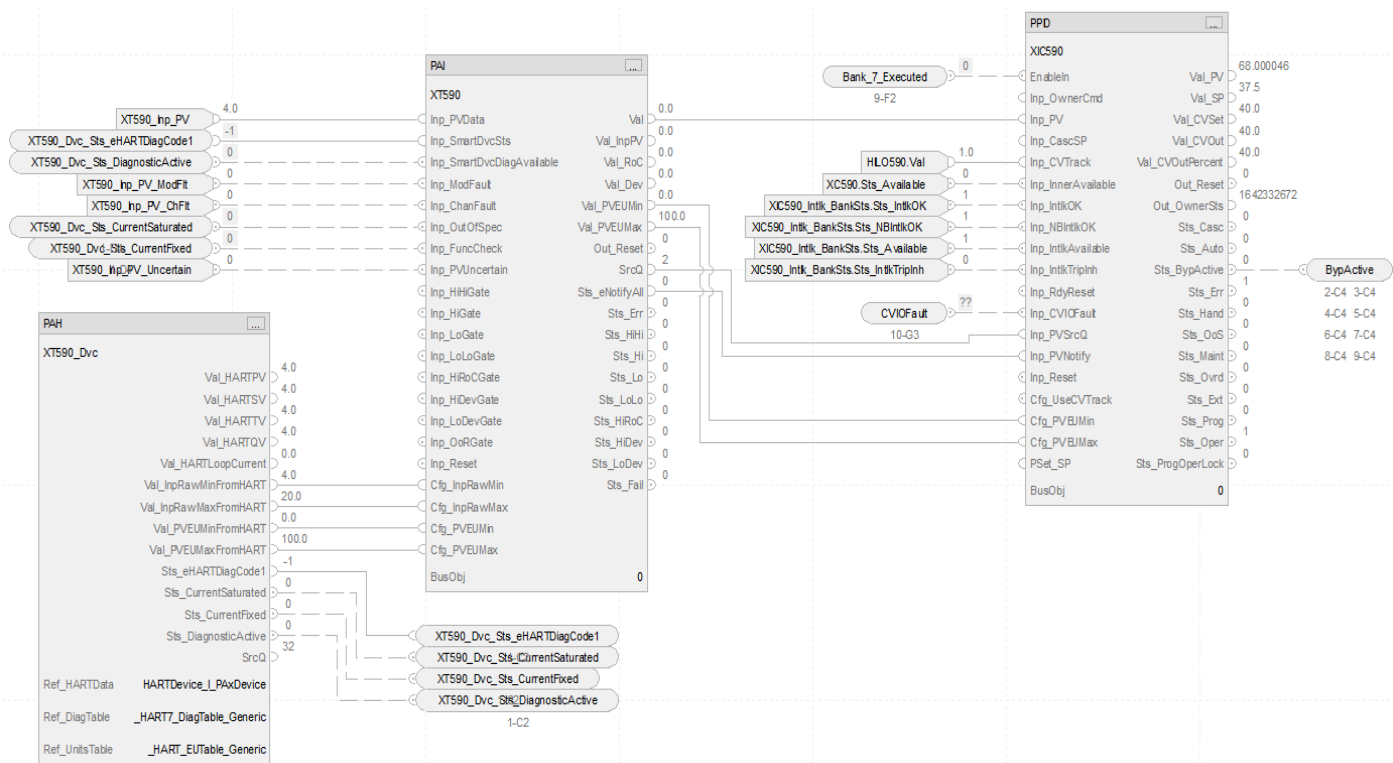 PPID
...
XIC590
Bank_7_Executed
0
EnableIn
Val_PV
68.000046
9-F2
Inp_OwnerCmd
Val_SP
37.5
Inp_PV
Val_CVSet
40.0
Inp_CascSP
Val_CVOut
40.0
HILO590.Val
1.0
Inp_CVTrack
Val_CVOutPercent
40.0
XC590.Sts_Available
0
Inp_InnerAvailable
Out_Reset
0
XIC590_Intlk_BankSts.Sts_IntlkOK
1
Inp_IntlkOK
Out_OwnerSts
1642332672
XIC590_Intlk_BankSts.Sts_NBIntlkOK
1
Inp_NBIntlkOK
Sts_Casc
0
XIC590_Intlk_BankSts.Sts_Available
1
Inp_IntlkAvailable
Sts_Auto
0
XIC590_Intlk_BankSts.Sts_IntlkTripInh
0
Inp_IntlkTripInh
Sts_BypActive
0
BypActive
Inp_RdyReset
Sts_Err
1
2-C4 3-C4
CVIOFault
??
Inp_CVIOFault
Sts_Hand
0
4-C4 5-C4
10-G3
Inp_PVSrcQ
Sts_OoS
0
6-C4 7-C4
Inp_PVNotify
Sts_Maint
0
8-C4 9-C4
Inp_Reset
Sts_Ovrd
0
Cfg_UseCVTrack
Sts_Ext
0
Cfg_PVEUMin
Sts_Prog
0
Cfg_PVEUMax
Sts_Oper
1
PSet_SP
Sts_ProgOperLock
0
BusObj
0
PAI
...
XT590
XT590_Inp_PV
4.0
Inp_PVData
Val
0.0
XT590_Dvc_Sts_eHARTDiagCode1
-1
Inp_SmartDvcSts
Val_InpPV
0.0
XT590_Dvc_Sts_DiagnosticActive
0
Inp_SmartDvcDiagAvailable
Val_RoC
0.0
XT590_Inp_PV_ModFlt
0
Inp_ModFault
Val_Dev
0.0
XT590_Inp_PV_ChFlt
0
Inp_ChanFault
Val_PVEUMin
0.0
XT590_Dvc_Sts_CurrentSaturated
0
Inp_OutOfSpec
Val_PVEUMax
100.0
XT590_Dvc_Sts_CurrentFixed
0
Inp_FuncCheck
Out_Reset
0
XT590_Inp_PV_Uncertain
0
Inp_PVUncertain
SrcQ
2
Inp_HiHiGate
Sts_eNotifyAll
0
Inp_HiGate
Sts_Err
0
Inp_LoGate
Sts_HiHi
0
Inp_LoLoGate
Sts_Hi
0
Inp_HiRoCGate
Sts_Lo
0
Inp_HiDevGate
Sts_LoLo
0
Inp_LoDevGate
Sts_HiRoC
0
Inp_OoRGate
Sts_HiDev
0
Inp_Reset
Sts_LoDev
0
Cfg_InpRawMin
Sts_Fail
0
Cfg_InpRawMax
Cfg_PVEUMin
Cfg_PVEUMax
BusObj
0
PAH
...
XT590_Dvc
Val_HARTPV
4.0
Val_HARTSV
4.0
Val_HARTTV
4.0
Val_HARTQV
4.0
Val_HARTLoopCurrent
0.0
Val_InpRawMinFromHART
4.0
Val_InpRawMaxFromHART
20.0
Val_PVEUMinFromHART
0.0
Val_PVEUMaxFromHART
100.0
Sts_eHARTDiagCode1
-1
Sts_CurrentSaturated
0
Sts_CurrentFixed
0
Sts_DiagnosticActive
0
SrcQ
32
Ref_HARTData
HARTDevice_I_PAxDevice
Ref_DiagTable
_HART7_DiagTable_Generic
Ref_UnitsTable
_HART_EUTable_Generic
XT590_Dvc_Sts_eHARTDiagCode1
XT590_Dvc_Sts_CurrentSaturated
XT590_Dvc_Sts_CurrentFixed
XT590_Dvc_Sts_DiagnosticActive
1-C2